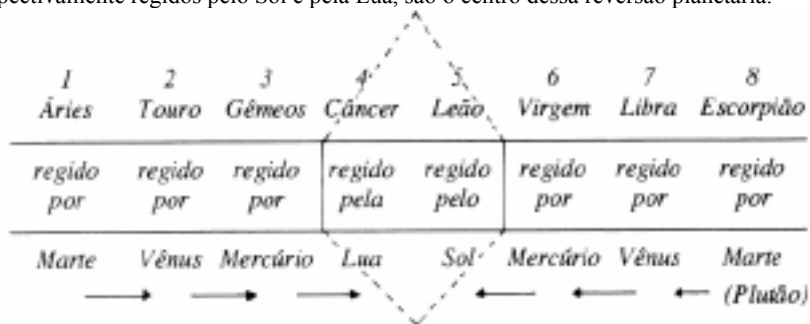 pectivamente regidos pelo Sol e pela Lua, são o centro dessa reversão planetária.
1 2 3 4 5 6 7 8
Áries Touro Gêmeos Câncer Leão Virgem Libra Escorpião
regido regido regido regido regido regido regido regido
por por por pela pelo por por por
Marte Vênus Mercúrio Lua Sol Mercúrio Vênus Marte
(Plutão)